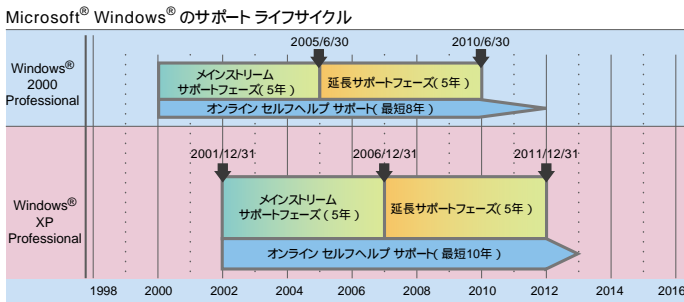 Microsoft® Windows® のサポート ライフサイクル
2005/6/30
2010/6/30
Windows®
2000
Professional
メインストリーム
サポートフェーズ( 5年 )
延長サポートフェーズ( 5年 )
オンライン セルフヘルプ サポート( 最短8年 )
2001/12/31
2006/12/31
2011/12/31
Windows®
XP
Professional
メインストリーム
サポートフェーズ( 5年 )
延長サポートフェーズ( 5年 )
オンライン セルフヘルプ サポート( 最短10年 )
1998 2000 2002 2004 2006 2008 2010 2012 2014 2016